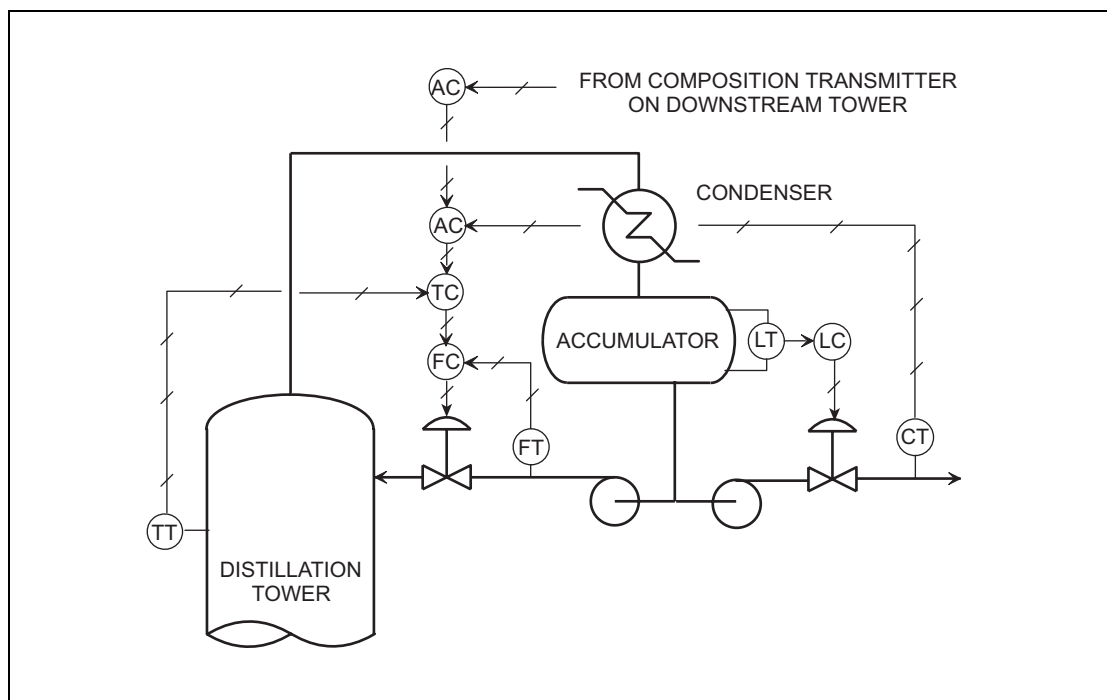 AC
FROM COMPOSITION TRANSMITTER
ON DOWNSTREAM TOWER
CONDENSER
AC
TC
ACCUMULATOR
LT
LC
FC
FT
CT
TT
DISTILLATION
TOWER